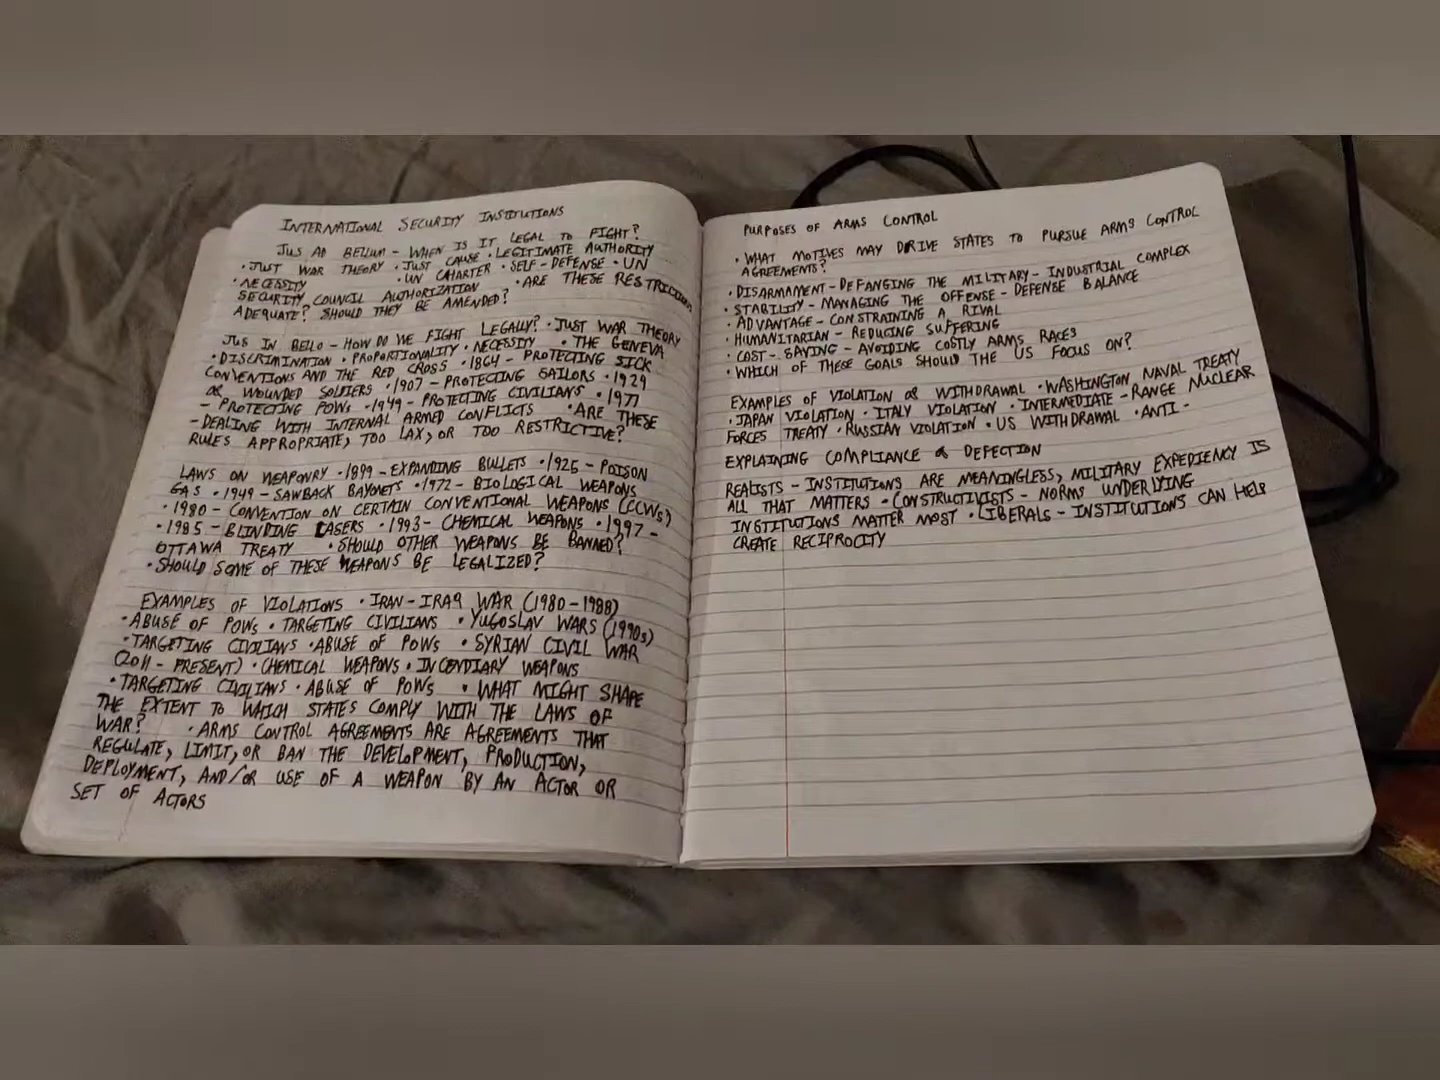 INTERNATIONAL SECURITY INSTITUTIONS
JUS AD BELLUM - WHEN IS IT LEGAL TO FIGHT?
• JUST WAR THEORY • JUST CAUSE • LEGITIMATE AUTHORITY
• NECESSITY • UN CHARTER • SELF-DEFENSE • UN
SECURITY COUNCIL AUTHORIZATION • ARE THESE RESTRICTIONS
ADEQUATE? SHOULD THEY BE AMENDED?
JUS IN BELLO - HOW DO WE FIGHT LEGALLY? • JUST WAR THEORY
• DISCRIMINATION • PROPORTIONALITY • NECESSITY • THE GENEVA
CONVENTIONS AND THE RED CROSS • 1864 - PROTECTING SICK
& WOUNDED SOLDIERS • 1907 - PROTECTING SAILORS • 1929
- PROTECTING POWs • 1949 - PROTECTING CIVILIANS • 1977
- DEALING WITH INTERNAL ARMED CONFLICTS • ARE THESE
RULES APPROPRIATE, TOO LAX, OR TOO RESTRICTIVE?
LAWS ON WEAPONRY • 1899 - EXPANDING BULLETS • 1925 - POISON
GAS • 1949 - SAWBACK BAYONETS • 1972 - BIOLOGICAL WEAPONS
• 1980 - CONVENTION ON CERTAIN CONVENTIONAL WEAPONS (CCWs)
• 1985 - BLINDING LASERS • 1993 - CHEMICAL WEAPONS • 1997 -
OTTAWA TREATY • SHOULD OTHER WEAPONS BE BANNED?
• SHOULD SOME OF THESE WEAPONS BE LEGALIZED?
EXAMPLES OF VIOLATIONS • IRAN-IRAQ WAR (1980-1988)
• ABUSE OF POWs • TARGETING CIVILIANS • YUGOSLAV WARS (1990s)
• TARGETING CIVILIANS • ABUSE OF POWs • SYRIAN CIVIL WAR
(2011 - PRESENT) • CHEMICAL WEAPONS • INCENDIARY WEAPONS
• TARGETING CIVILIANS • ABUSE OF POWs • WHAT MIGHT SHAPE
THE EXTENT TO WHICH STATES COMPLY WITH THE LAWS OF
WAR? • ARMS CONTROL AGREEMENTS ARE AGREEMENTS THAT
REGULATE, LIMIT, OR BAN THE DEVELOPMENT, PRODUCTION,
DEPLOYMENT, AND/OR USE OF A WEAPON BY AN ACTOR OR
SET OF ACTORS
PURPOSES OF ARMS CONTROL
• WHAT MOTIVES MAY DRIVE STATES TO PURSUE ARMS CONTROL
AGREEMENTS?
• DISARMAMENT - DEFANGING THE MILITARY-INDUSTRIAL COMPLEX
• STABILITY - MANAGING THE OFFENSE-DEFENSE BALANCE
• ADVANTAGE - CONSTRAINING A RIVAL
• HUMANITARIAN - REDUCING SUFFERING
• COST-SAVING - AVOIDING COSTLY ARMS RACES
• WHICH OF THESE GOALS SHOULD THE US FOCUS ON?
EXAMPLES OF VIOLATION & WITHDRAWAL • WASHINGTON NAVAL TREATY
• JAPAN VIOLATION • ITALY VIOLATION • INTERMEDIATE-RANGE NUCLEAR
FORCES TREATY • RUSSIAN VIOLATION • US WITHDRAWAL • ANTI-
EXPLAINING COMPLIANCE & DEFECTION
REALISTS - INSTITUTIONS ARE MEANINGLESS, MILITARY EXPEDIENCY IS
ALL THAT MATTERS • CONSTRUCTIVISTS - NORMS UNDERLYING
INSTITUTIONS MATTER MOST • LIBERALS - INSTITUTIONS CAN HELP
CREATE RECIPROCITY